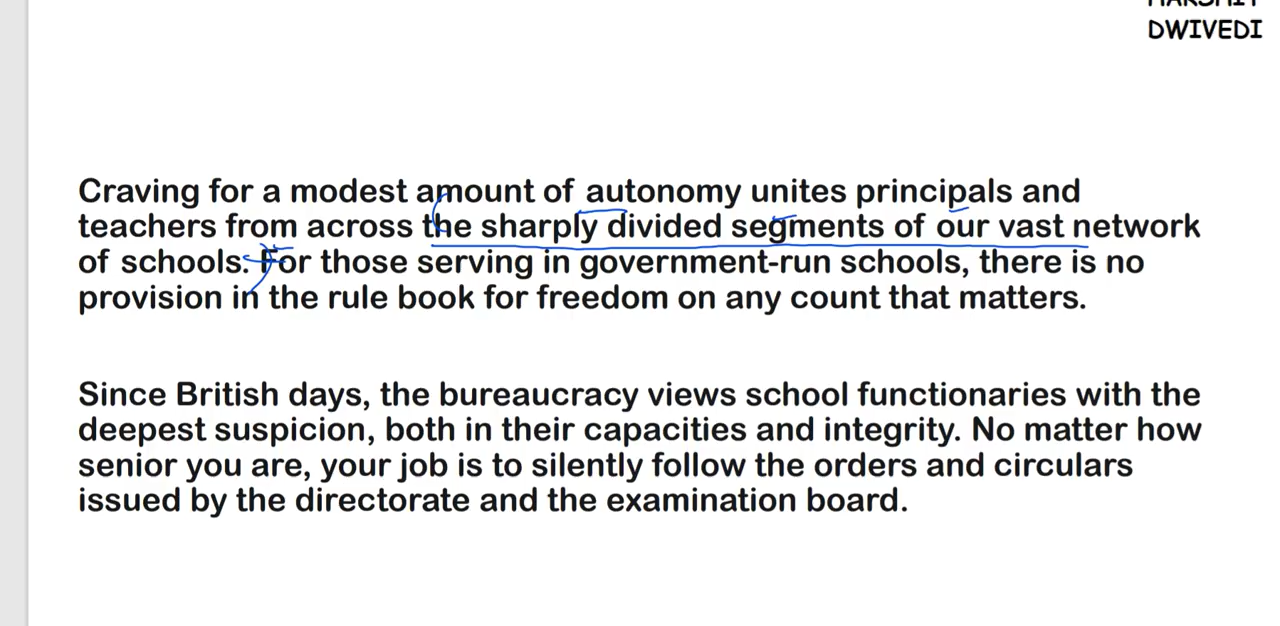 DWIVEDI
Craving for a modest amount of autonomy unites principals and
teachers from across the sharply divided segments of our vast network
of schools. For those serving in government-run schools, there is no
provision in the rule book for freedom on any count that matters.
Since British days, the bureaucracy views school functionaries with the
deepest suspicion, both in their capacities and integrity. No matter how
senior you are, your job is to silently follow the orders and circulars
issued by the directorate and the examination board.